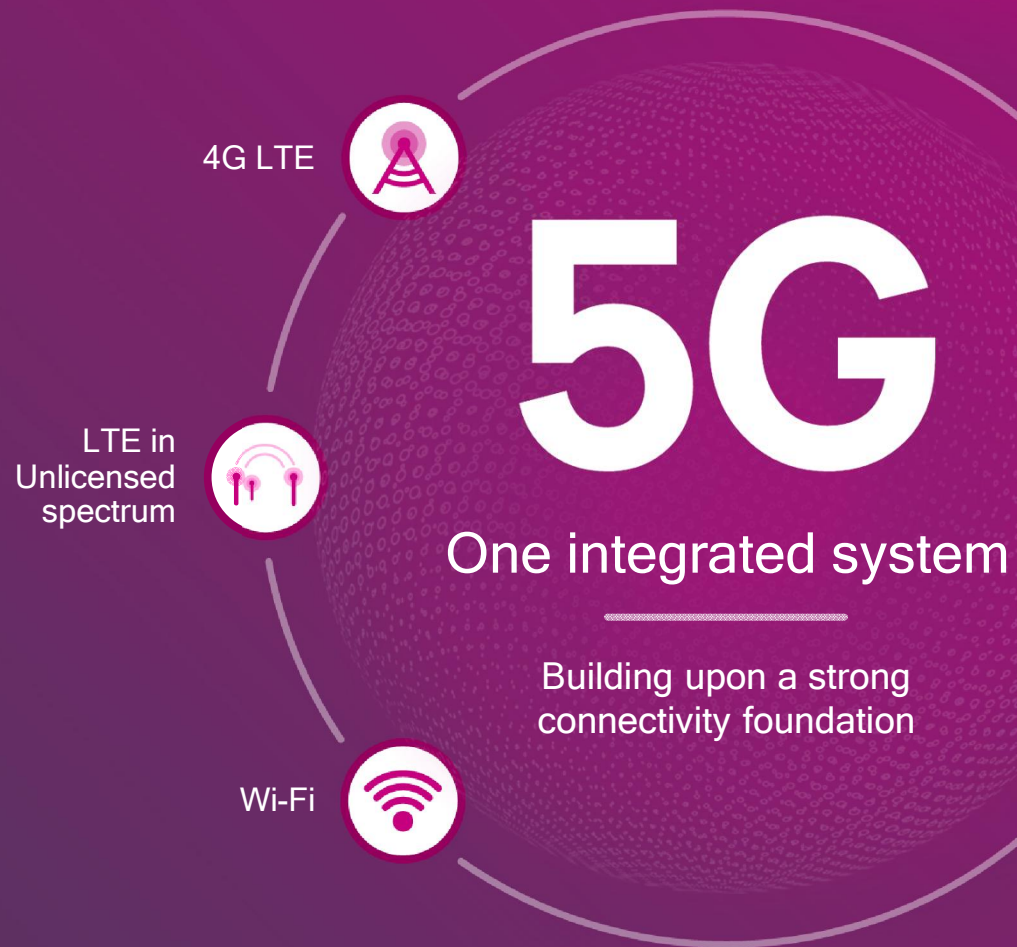 4G LTE
5G
LTE in
Unlicensed
spectrum
One integrated system
Building upon a strong
connectivity foundation
Wi-Fi